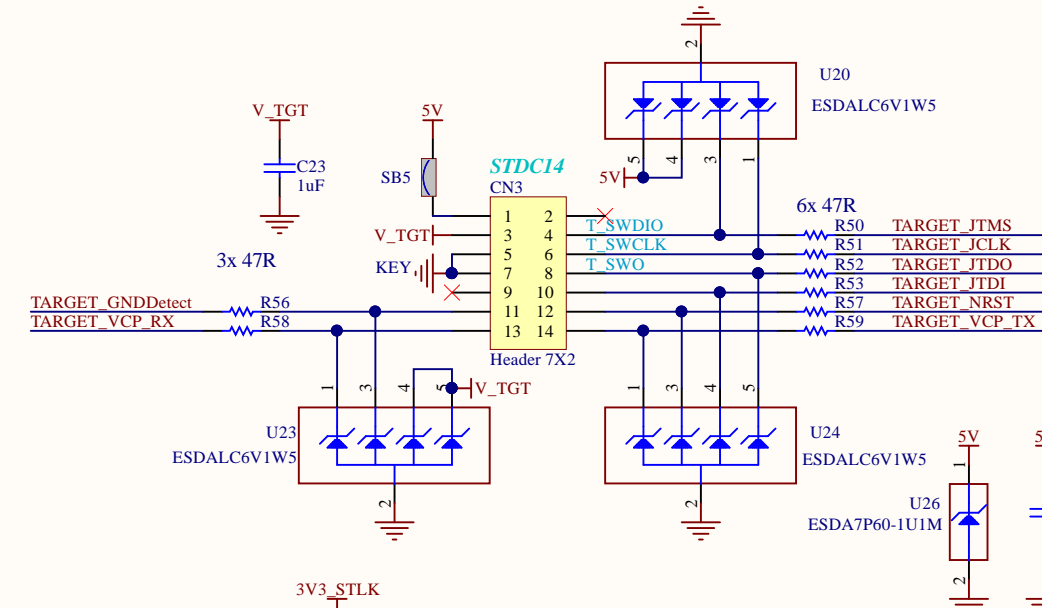 2
U20
ESDALC6V1W5
5
4
3
1
5V
V_TGT
C23
1uF
5V
SB5
STDC14
CN3
1 2
3 4
5 6
7 8
9 10
11 12
13 14
Header 7X2
V_TGT
KEY
T_SWDIO
T_SWCLK
T_SWO
6x 47R
R50 TARGET_JTMS
R51 TARGET_JCLK
R52 TARGET_JTDO
R53 TARGET_JTDI
R57 TARGET_NRST
R59 TARGET_VCP_TX
3x 47R
TARGET_GNDDetect R56
TARGET_VCP_RX R58
1
3
4
5
V_TGT
U23
ESDALC6V1W5
2
1
3
4
5
U24
ESDALC6V1W5
2
5V
1
U26
ESDA7P60-1U1M
2
5
3V3_STLK